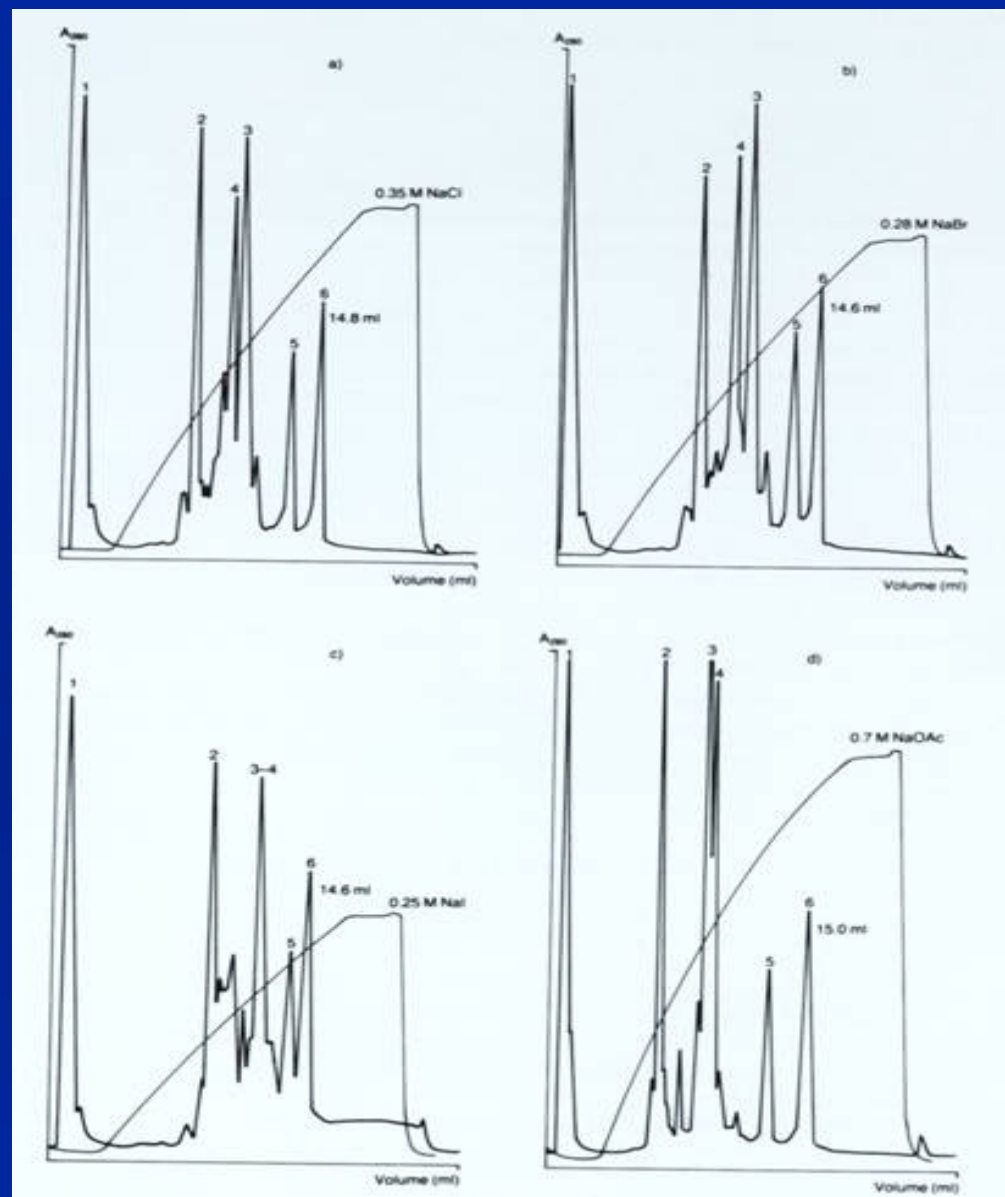 A₂₈₀
a)
1
2
3
4
0.35 M NaCl
6
14.8 ml
5
Volume (ml)
A₂₈₀
b)
1
3
4
2
0.28 M NaBr
6
14.6 ml
5
Volume (ml)
A₂₈₀
c)
1
2
3–4
6
14.6 ml
0.25 M NaI
5
Volume (ml)
A₂₈₀
d)
1
2
3
4
0.7 M NaOAc
6
15.0 ml
5
Volume (ml)